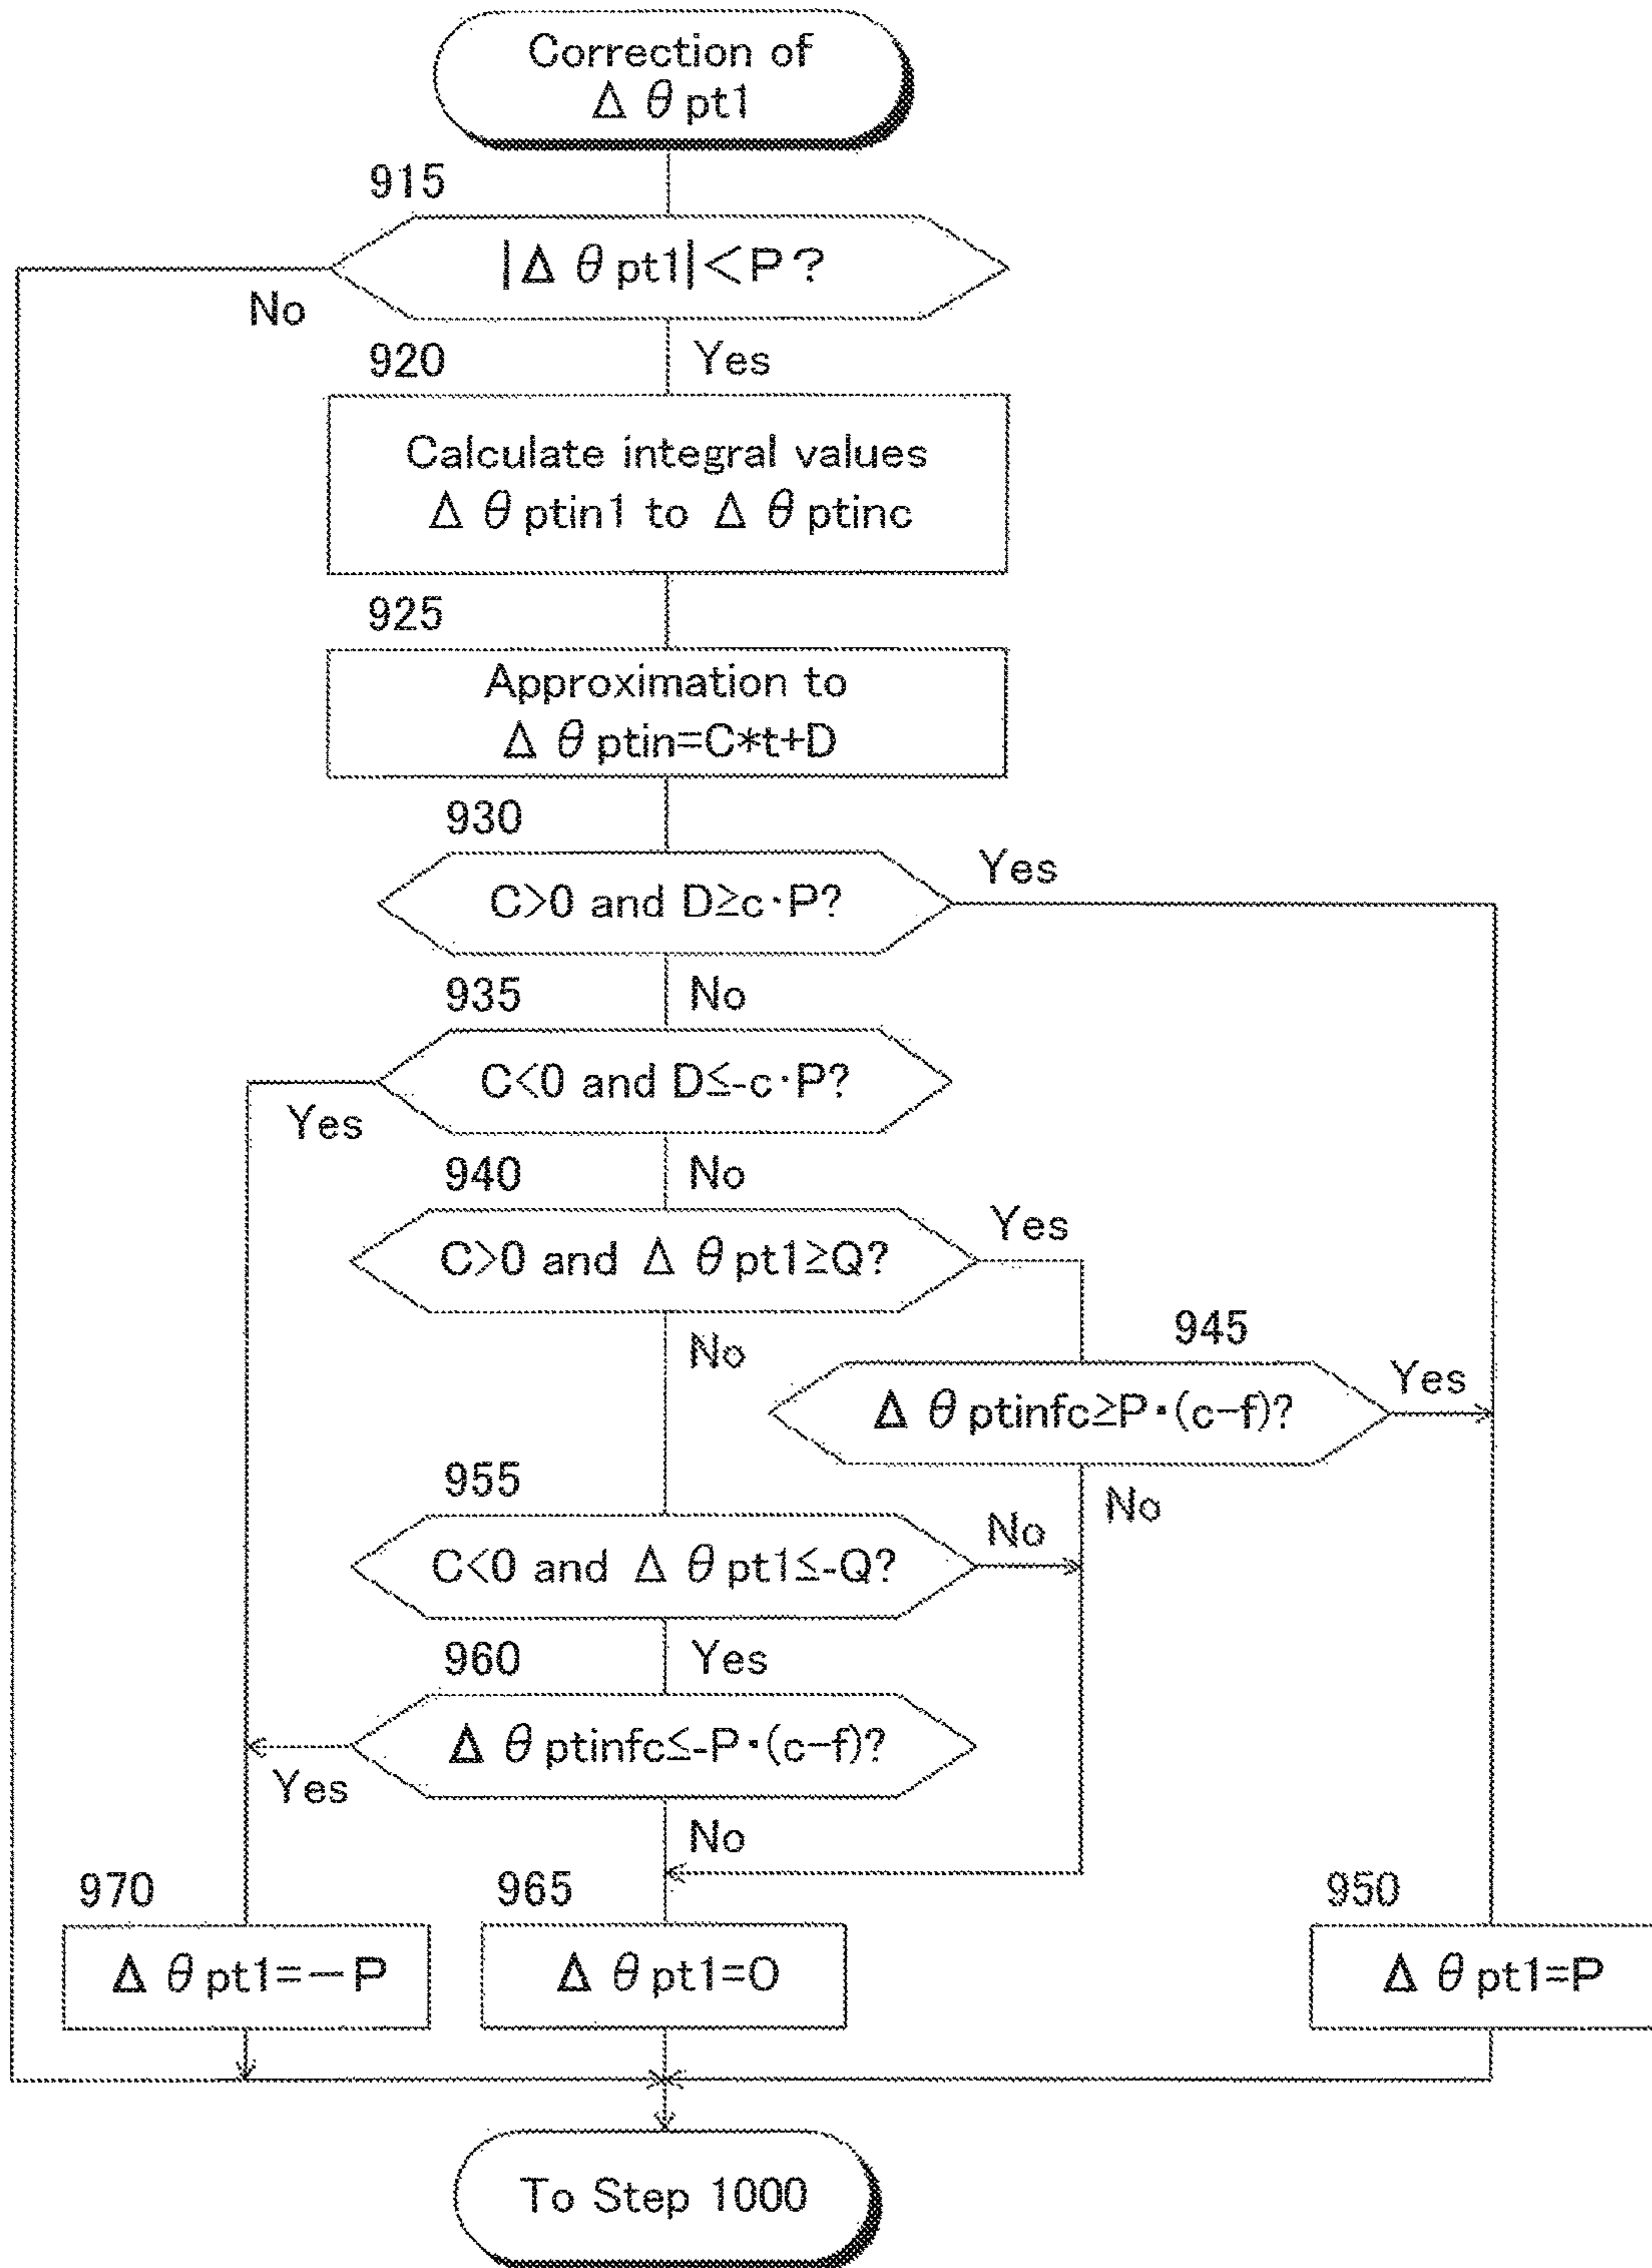 Correction of
Δ θ pt1
915
|Δ θ pt1|<P?
No
920
Yes
Calculate integral values
Δ θ ptin1 to Δ θ ptinc
925
Approximation to
Δ θ ptin=C*t+D
930
Yes
C>0 and D≥c·P?
935
No
C<0 and D≤-c·P?
Yes
940
No
Yes
C>0 and Δ θ pt1≥Q?
945
No
Yes
Δ θ ptinfc≥P·(c-f)?
955
No
No
C<0 and Δ θ pt1≤-Q?
960
Yes
Δ θ ptinfc≤-P·(c-f)?
Yes
No
970
965
950
Δ θ pt1=-P
Δ θ pt1=0
Δ θ pt1=P
To Step 1000